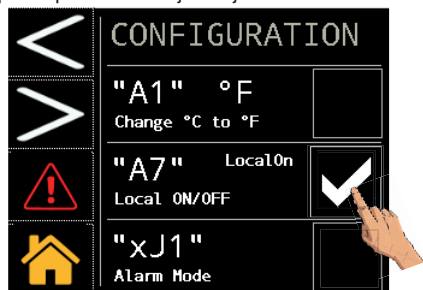 CONFIGURATION
"A1" °F
Change °C to °F
"A7" LocalOn
Local ON/OFF
"xJ1"
Alarm Mode